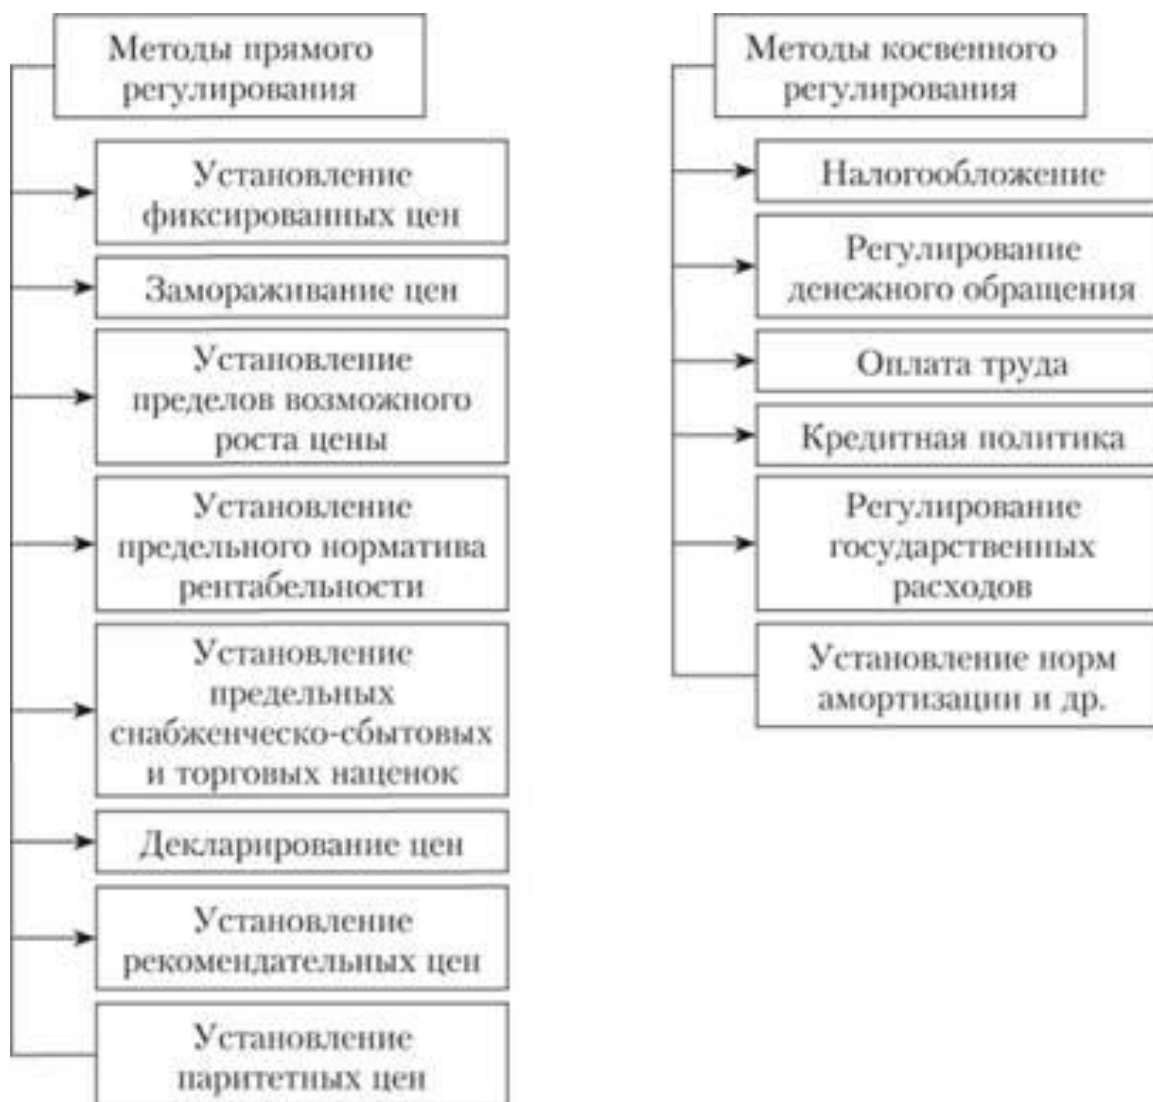 Методы прямого
регулирования
Установление
фиксированных цен
Замораживание цен
Установление
пределов возможного
роста цены
Установление
предельного норматива
рентабельности
Установление
предельных
снабженческо-сбытовых
и торговых наценок
Декларирование цен
Установление
рекомендательных цен
Установление
паритетных цен
Методы косвенного
регулирования
Налогообложение
Регулирование
денежного обращения
Оплата труда
Кредитная политика
Регулирование
государственных
расходов
Установление норм
амортизации и др.